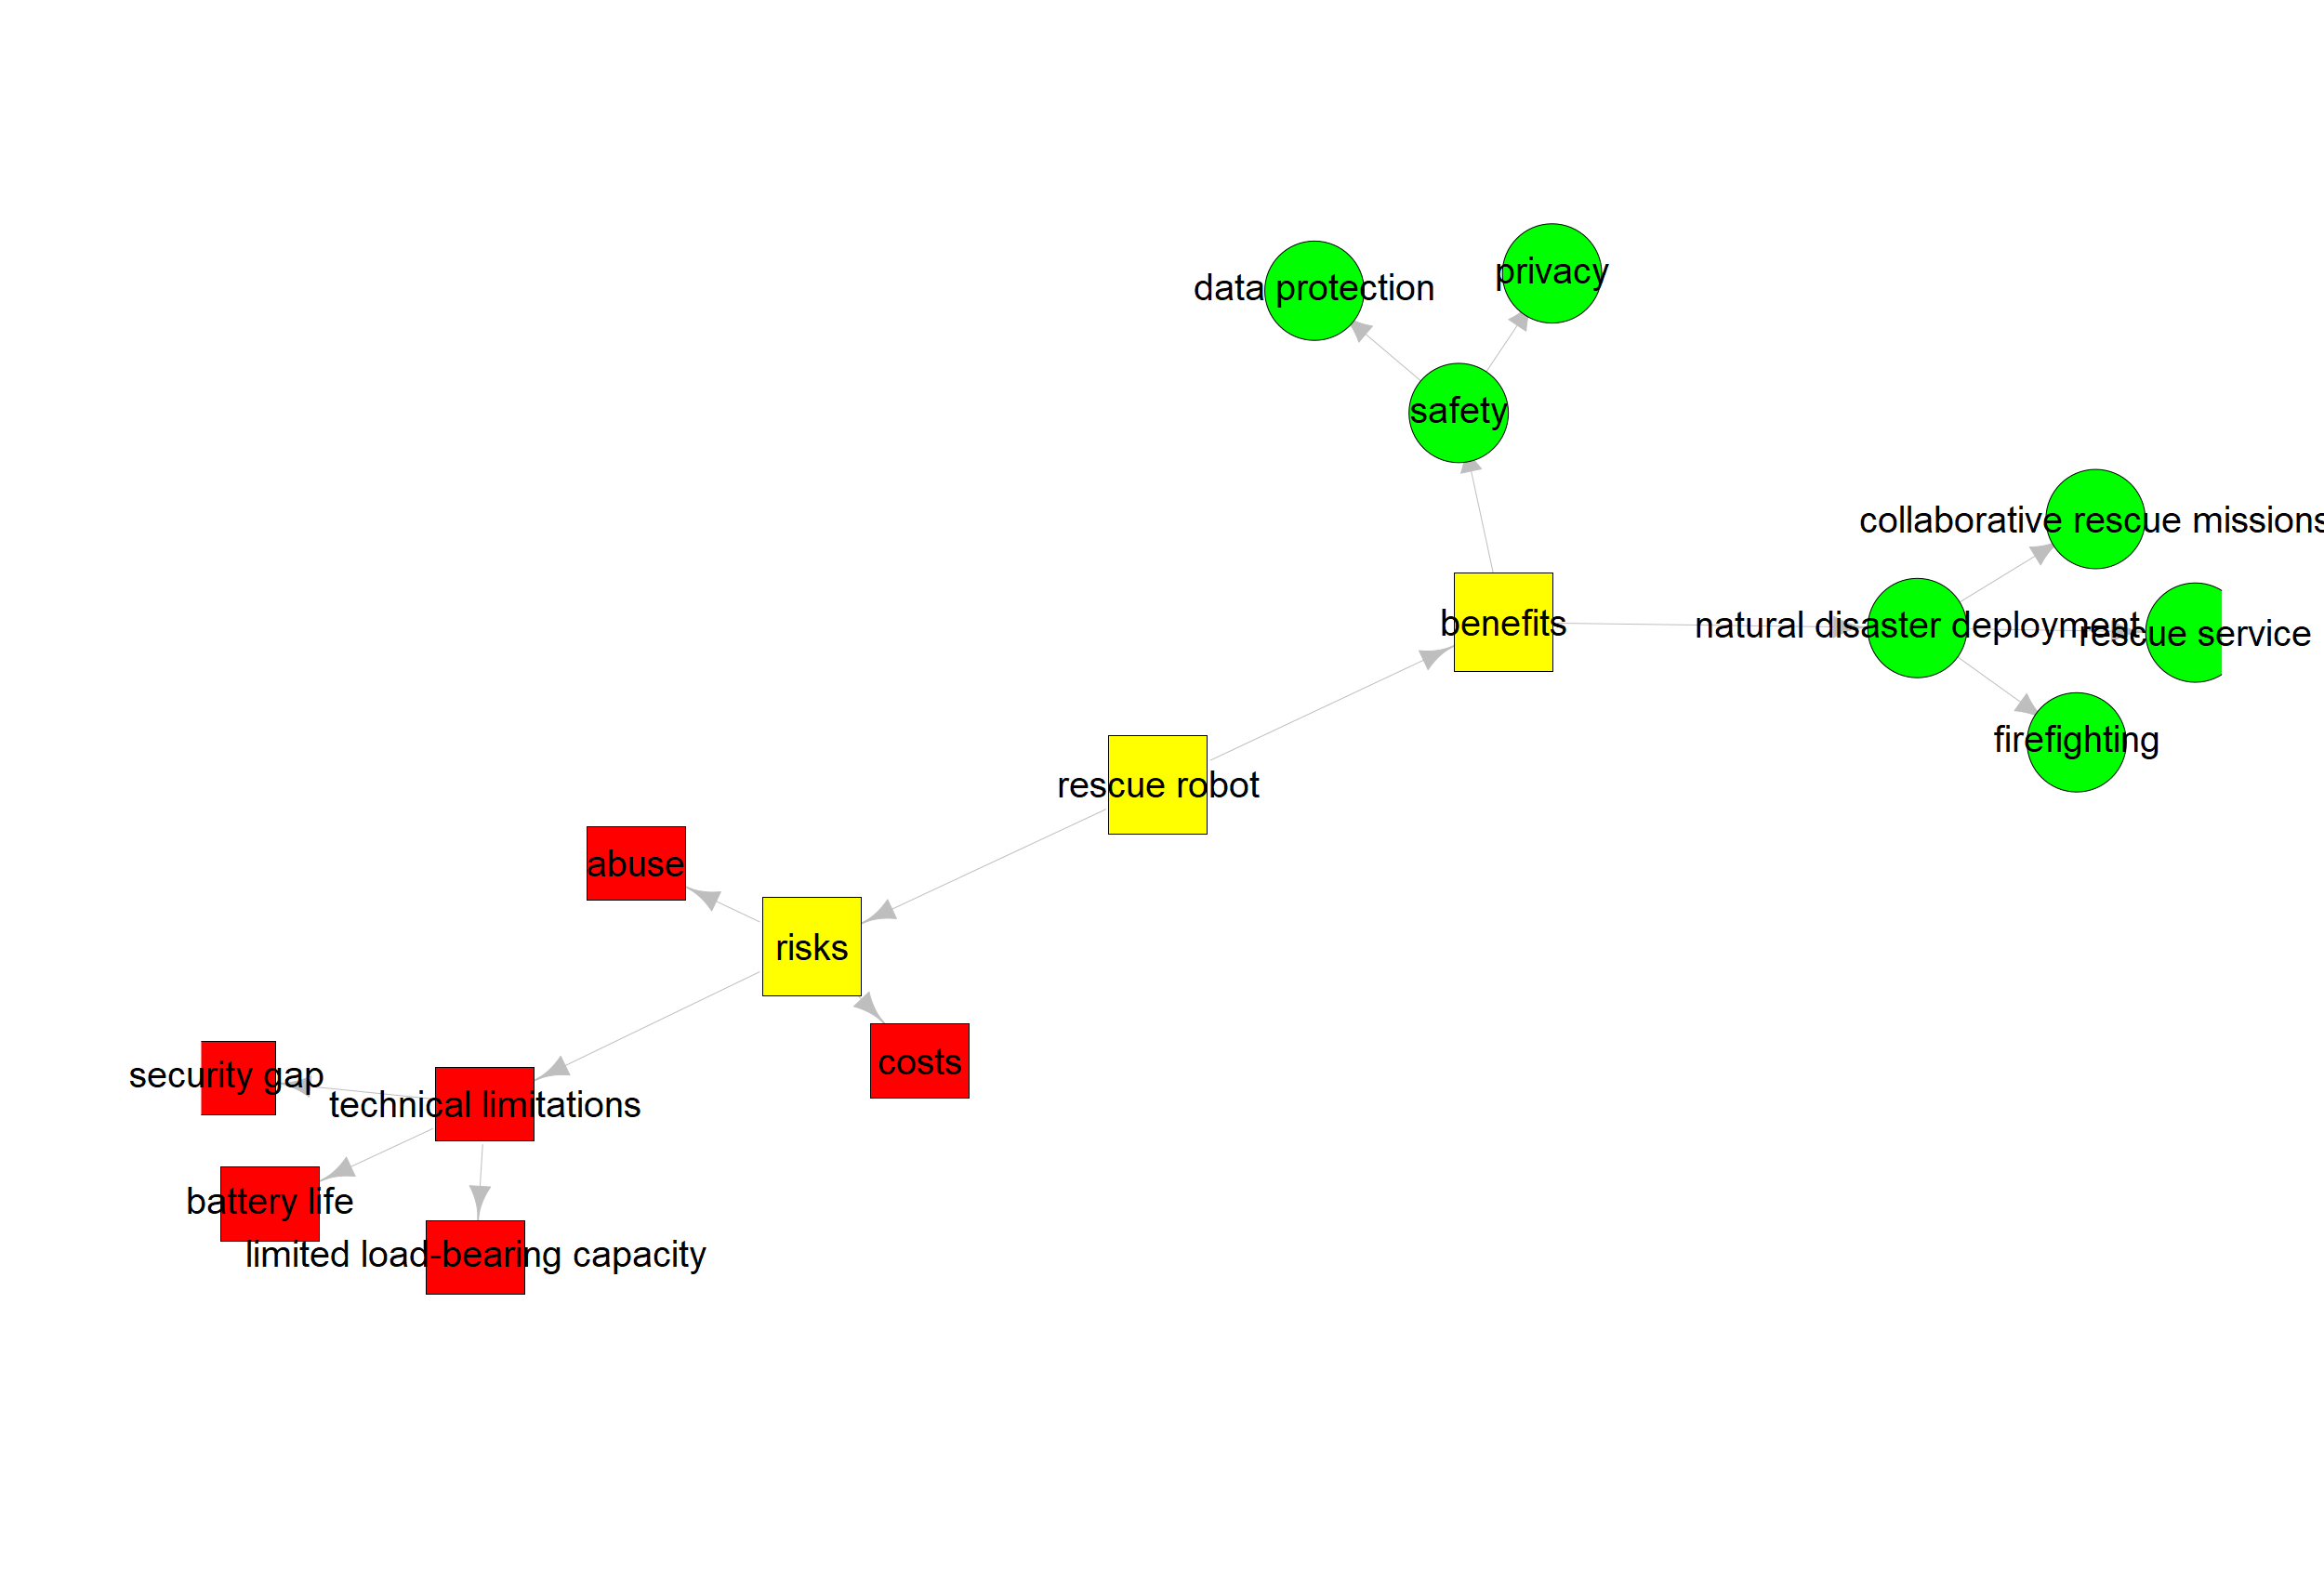 privacy
data protection
safety
collaborative rescue missions
benefits
natural disaster deployment
rescue service
firefighting
rescue robot
abuse
risks
costs
security gap
technical limitations
battery life
limited load-bearing capacity